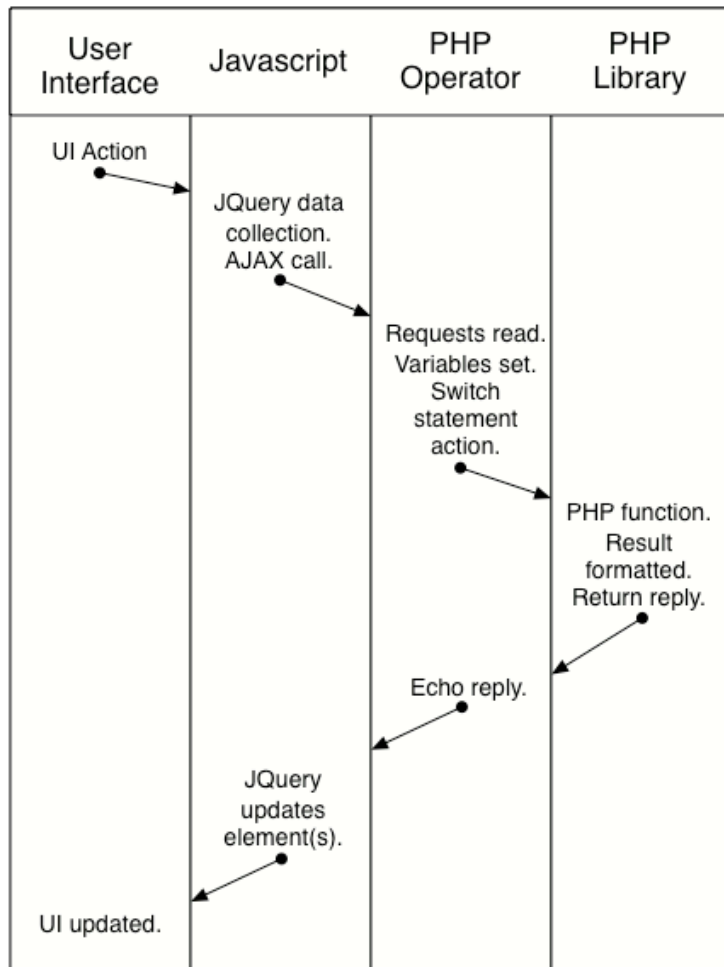 User
Interface
Javascript
PHP
Operator
PHP
Library
UI Action
JQuery data
collection.
AJAX call.
Requests read.
Variables set.
Switch
statement
action.
PHP function.
Result
formatted.
Return reply.
Echo reply.
JQuery
updates
element(s).
UI updated.